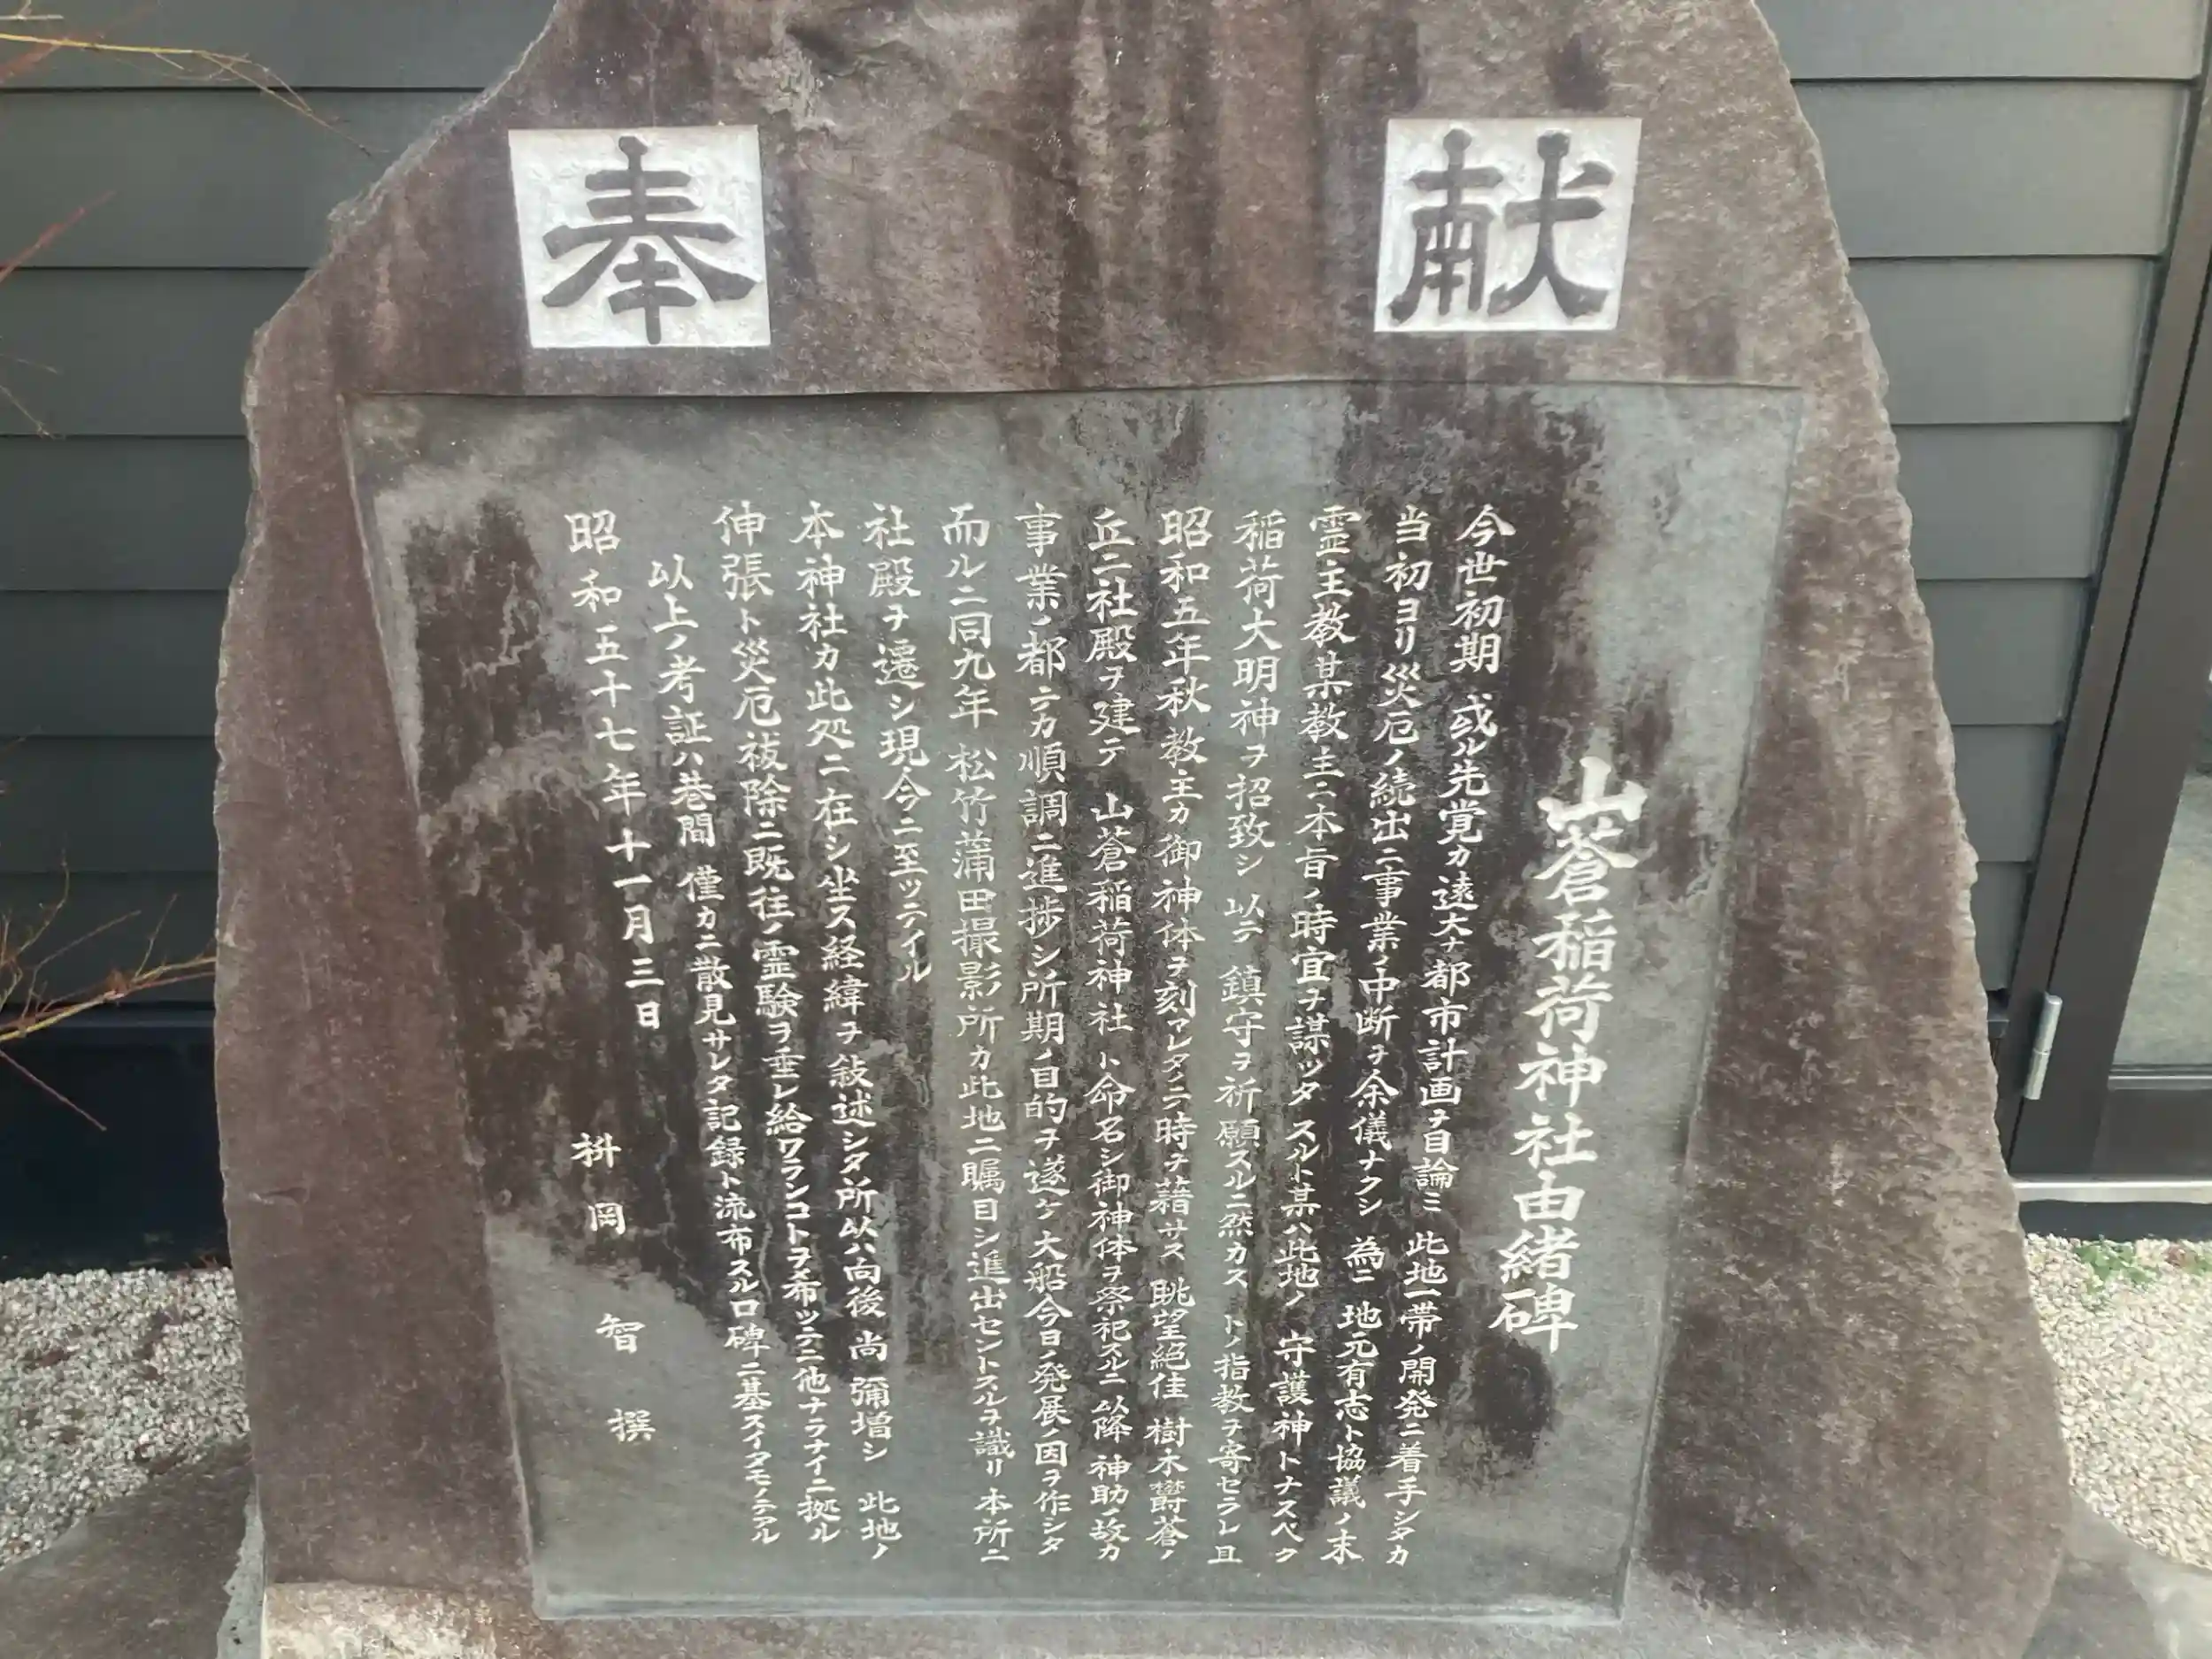 奉献
山蒼稲荷神社由緒碑
今世初期 或ル先覚カ遠大ナ都市計画ヲ目論ミ 此地一帯ノ開発ニ着手シタカ
当初ヨリ災厄ノ続出ニ事業ノ中断ヲ余儀ナクシ 為ニ 地元有志ト協議ノ末
霊主教某教主ニ本旨ノ時宜ヲ謀ッタスルト某ハ此地ノ 守護神トナスベク
稲荷大明神ヲ招致シ 以テ 鎮守ヲ祈願スルニ然カス トノ指教ヲ寄セラレ且
昭和五年秋教主カ御神体ヲ刻アレタニテ時ヲ藉サス 眺望絶佳 樹木欝蒼ノ
丘ニ社殿ヲ建テ 山蒼稲荷神社 ト命名シ御神体ヲ祭祀スルニ以降 神助ノ故カ
事業ノ都テカ順調ニ進捗シ所期ノ目的ヲ遂ケ大船今日ノ発展ノ因ヲ作シタ
而ルニ同九年 松竹蒲田撮影所カ此地ニ瞩目シ進出セントスルヲ識リ 本所ニ
社殿ヲ遷シ現今ニ至ッテイル
本神社カ此処ニ在シ坐ス経緯ヲ敍述シタ所以ハ向後 尚 彌増シ 此地ノ
伸張ト災厄祓除ニ既往ノ霊験ヲ垂レ給ワランコトヲ希ッテニ他ナラナイニ拠ル
以上ノ考証ハ巷間 僅カニ散見サレタ記録ト流布スル口碑ニ基スイタモノテアル
昭和五十七年十一月三日
枡岡智撰